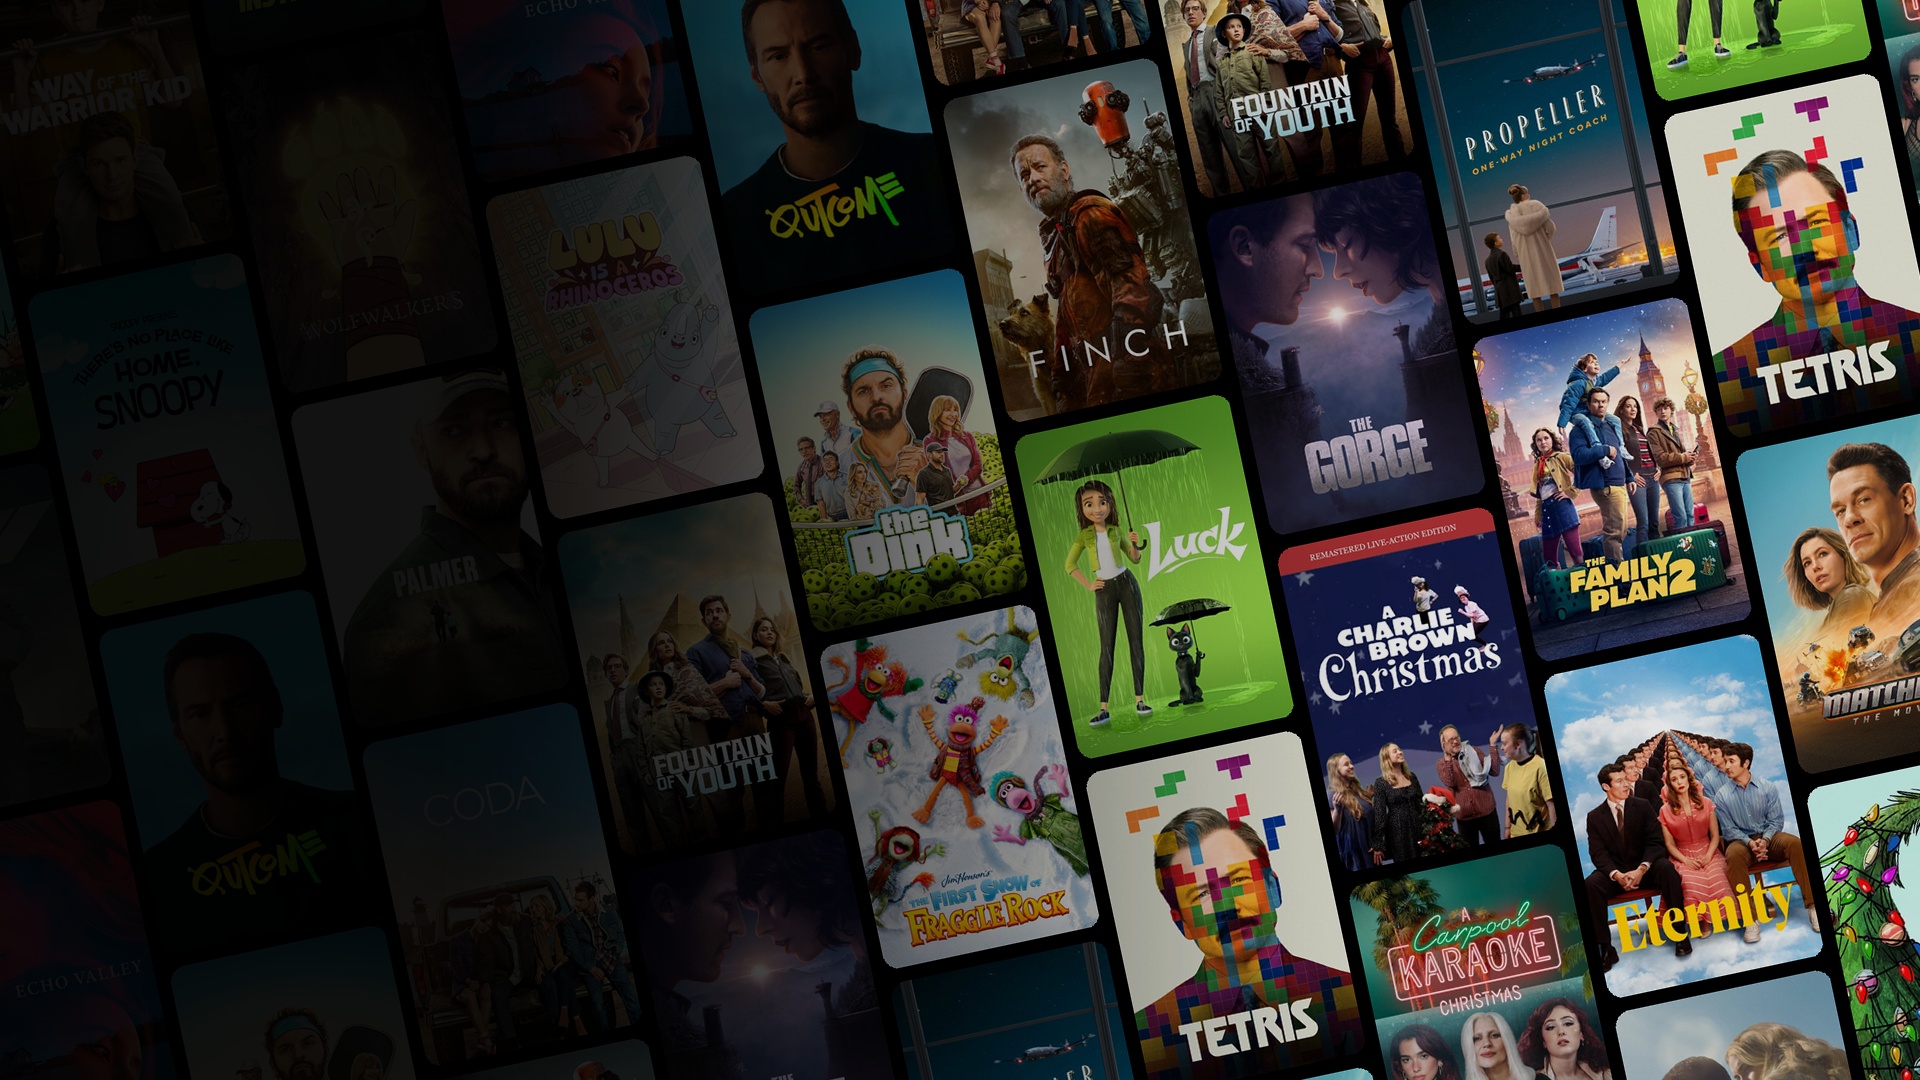 WAY OF THE
WARRIOR KID
WOLFWALKERS
THERE'S NO PLACE LIKE
HOME,
SNOOPY
ECHO VALLEY
OUTCOME
LULU
IS A
RHINOCEROS
PALMER
CODA
OUTCOME
FOUNTAIN
OF YOUTH
the
Dink
Jim Henson's
THE FIRST SNOW OF
FRAGGLE ROCK
FINCH
Luck
TETRIS
FOUNTAIN
OF YOUTH
THE
GORGE
REMASTERED LIVE-ACTION EDITION
A
CHARLIE
BROWN
Christmas
A
Carpool
KARAOKE
CHRISTMAS
PROPELLER
ONE-WAY NIGHT COACH
THE
FAMILY
PLAN 2
Eternity
TETRIS
THE